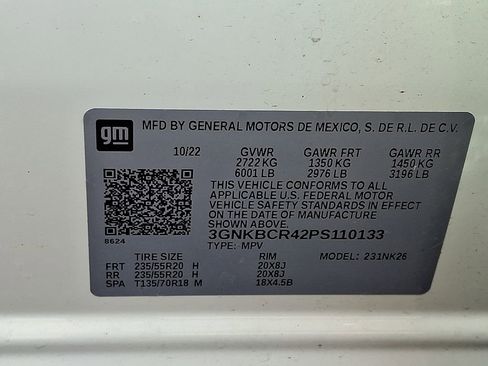 gm MFD BY GENERAL MOTORS DE MEXICO, S. DE R.L. DE C.V.
10/22 GVWR GAWR FRT GAWR RR
2722 KG 1350 KG 1450 KG
6001 LB 2976 LB 3196 LB
THIS VEHICLE CONFORMS TO ALL
APPLICABLE U.S. FEDERAL MOTOR
VEHICLE SAFETY STANDARDS IN EFFECT
ON THE DATE OF MANUFACTURE
SHOWN ABOVE.
3GNKBCR42PS110133
8624 TYPE: MPV
TIRE SIZE RIM MODEL: 231NK26
FRT 235/55R20 H 20X8J
RR 235/55R20 H 20X8J
SPA T135/70R18 M 18X4.5B